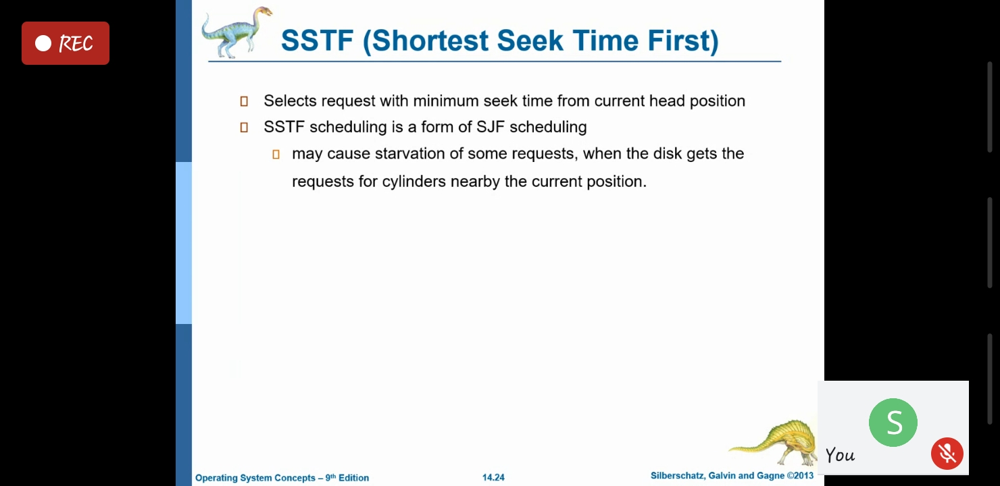 REC
SSTF (Shortest Seek Time First)
Selects request with minimum seek time from current head position
SSTF scheduling is a form of SJF scheduling
may cause starvation of some requests, when the disk gets the
requests for cylinders nearby the current position.
S
You
Operating System Concepts – 9th Edition
14.24
Silberschatz, Galvin and Gagne ©2013